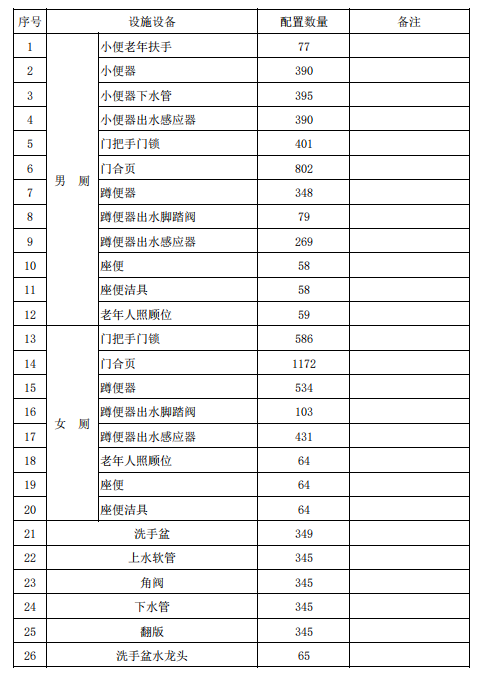 序号 设施设备 配置数量 备注
1 小便老年扶手 77
2 小便器 390
3 小便器下水管 395
4 小便器出水感应器 390
5 门把手门锁 401
6 门合页 802
男 厕
7 蹲便器 348
8 蹲便器出水脚踏阀 79
9 蹲便器出水感应器 269
10 座便 58
11 座便洁具 58
12 老年人照顾位 59
13 门把手门锁 586
14 门合页 1172
15 蹲便器 534
16 蹲便器出水脚踏阀 103
女 厕
17 蹲便器出水感应器 431
18 老年人照顾位 64
19 座便 64
20 座便洁具 64
21 洗手盆 349
22 上水软管 345
23 角阀 345
24 下水管 345
25 翻版 345
26 洗手盆水龙头 65